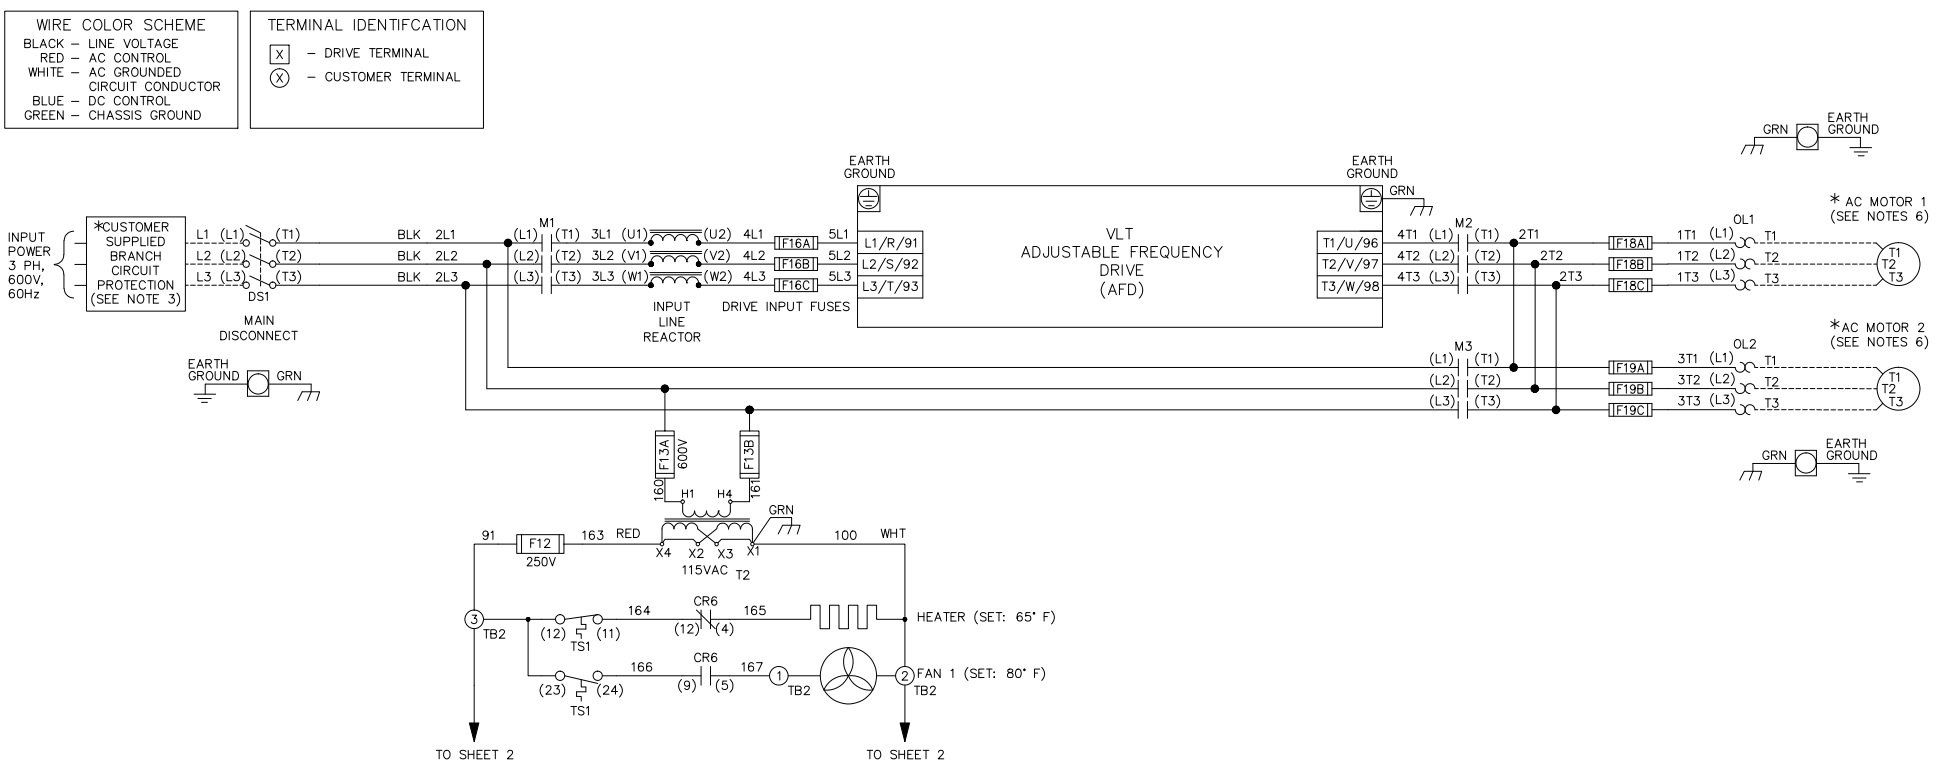 WIRE COLOR SCHEME
BLACK – LINE VOLTAGE
RED – AC CONTROL
WHITE – AC GROUNDED
CIRCUIT CONDUCTOR
BLUE – DC CONTROL
GREEN – CHASSIS GROUND
TERMINAL IDENTIFCATION
X – DRIVE TERMINAL
X – CUSTOMER TERMINAL
GRN EARTH
GROUND
EARTH
GROUND
EARTH
GROUND
GRN
INPUT
POWER
3 PH,
600V,
60Hz
*CUSTOMER
SUPPLIED
BRANCH
CIRCUIT
PROTECTION
(SEE NOTE 3)
L1 (L1) (T1) BLK 2L1 (L1) M1 (T1) 3L1 (U1) (U2) 4L1 F16A 5L1 L1/R/91
L2 (L2) (T2) BLK 2L2 (L2) (T2) 3L2 (V1) (V2) 4L2 F16B 5L2 L2/S/92
L3 (L3) (T3) BLK 2L3 (L3) (T3) 3L3 (W1) (W2) 4L3 F16C 5L3 L3/T/93
DS1
MAIN
DISCONNECT
INPUT
LINE
REACTOR
DRIVE INPUT FUSES
VLT
ADJUSTABLE FREQUENCY
DRIVE
(AFD)
T1/U/96 4T1 (L1) M2 (T1) 2T1 F18A 1T1 (L1) OL1 T1
T2/V/97 4T2 (L2) (T2) 2T2 F18B 1T2 (L2) T2
T3/W/98 4T3 (L3) (T3) 2T3 F18C 1T3 (L3) T3
* AC MOTOR 1
(SEE NOTES 6)
T1
T2
T3
EARTH
GROUND GRN
(L1) M3 (T1) F19A 3T1 (L1) OL2 T1
(L2) (T2) F19B 3T2 (L2) T2
(L3) (T3) F19C 3T3 (L3) T3
* AC MOTOR 2
(SEE NOTES 6)
T1
T2
T3
GRN EARTH
GROUND
F13A 600V
F13B
160 H1 H4 161
GRN
91 F12 163 RED
250V
X4 X2 X3 X1
115VAC T2
100 WHT
3 TB2 (12) TS1 (11) 164 CR6 (12) (4) 165 HEATER (SET: 65° F)
(23) TS1 (24) 166 CR6 (9) (5) 167 1 TB2 2 TB2 FAN 1 (SET: 80° F)
TO SHEET 2
TO SHEET 2